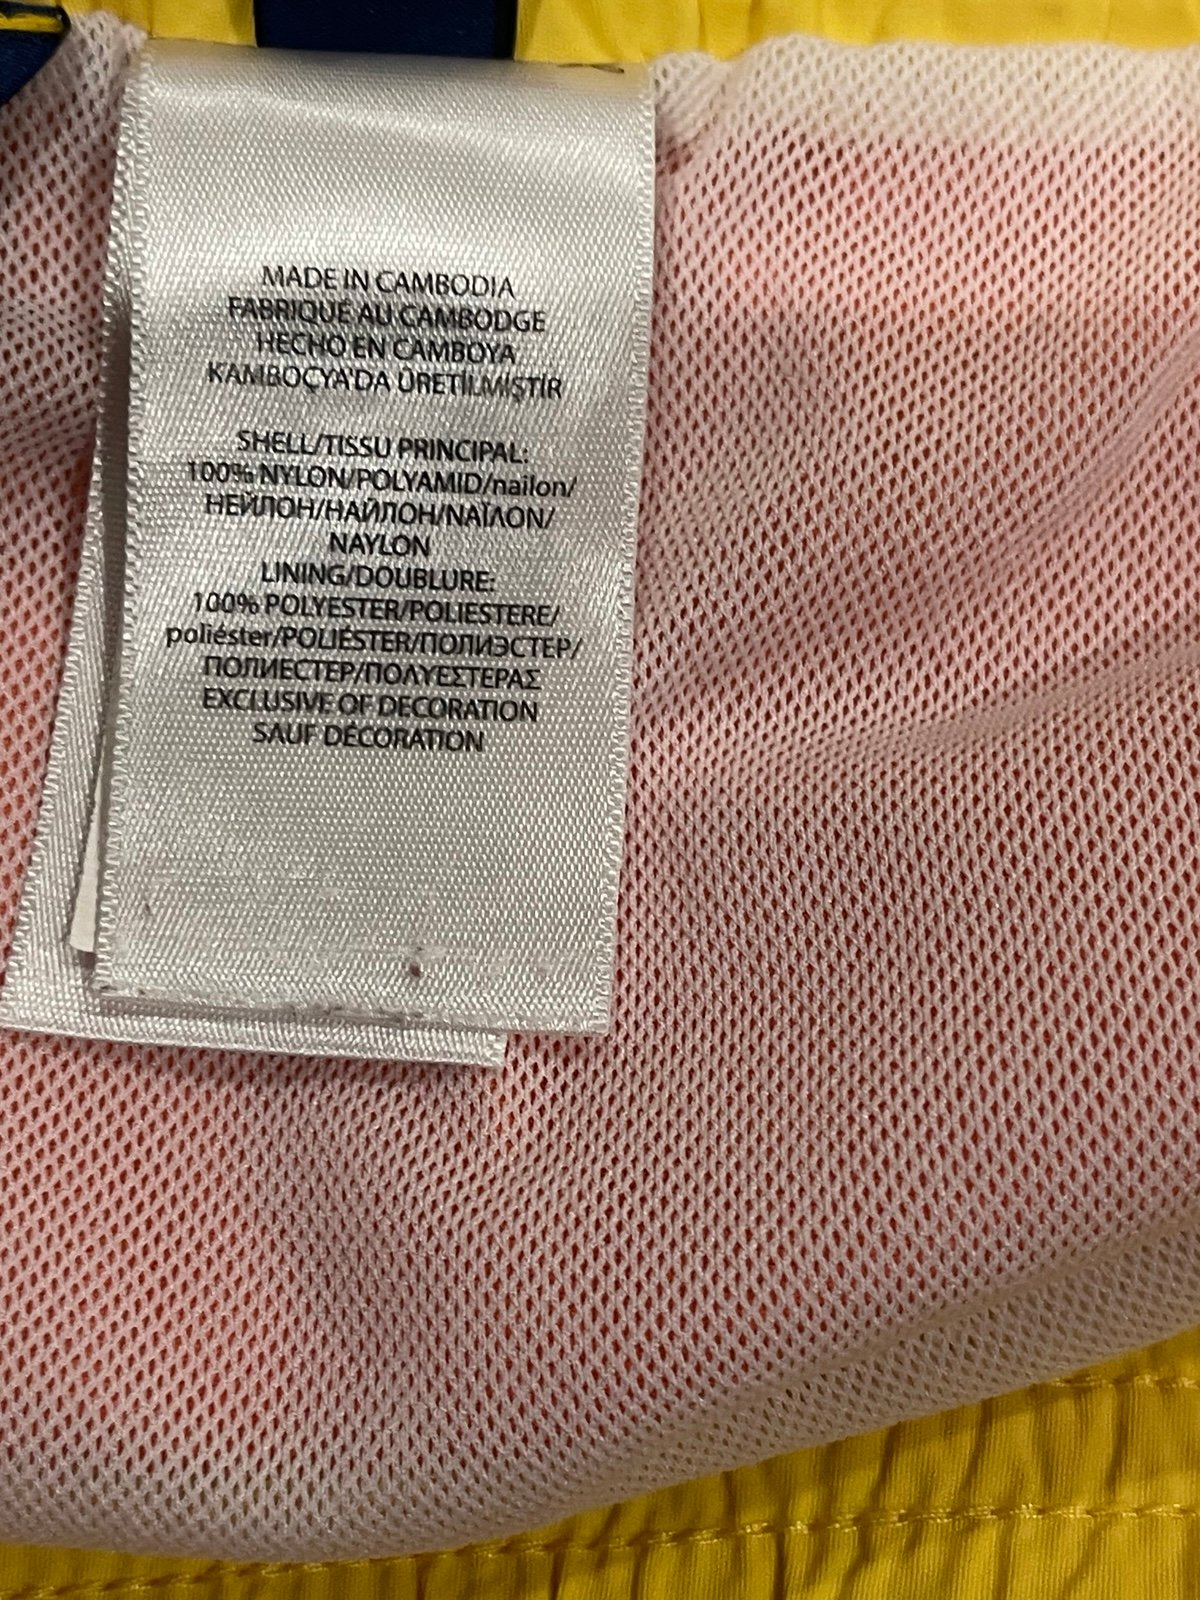 MADE IN CAMBODIA
FABRIQUÉ AU CAMBODGE
HECHO EN CAMBOYA
KAMBOÇYA'DA ÜRETİLMİŞTİR
SHELL/TISSU PRINCIPAL:
100% NYLON/POLYAMID/nailon/
НЕЙЛОН/НАЙЛОН/ΝΑΪΛΟΝ/
NAYLON
LINING/DOUBLURE:
100% POLYESTER/POLIESTERE/
poliéster/POLIÉSTER/ПОЛИЭСТЕР/
ПОЛИЕСТЕР/ΠΟΛΥΕΣΤΕΡΑΣ
EXCLUSIVE OF DECORATION
SAUF DÉCORATION